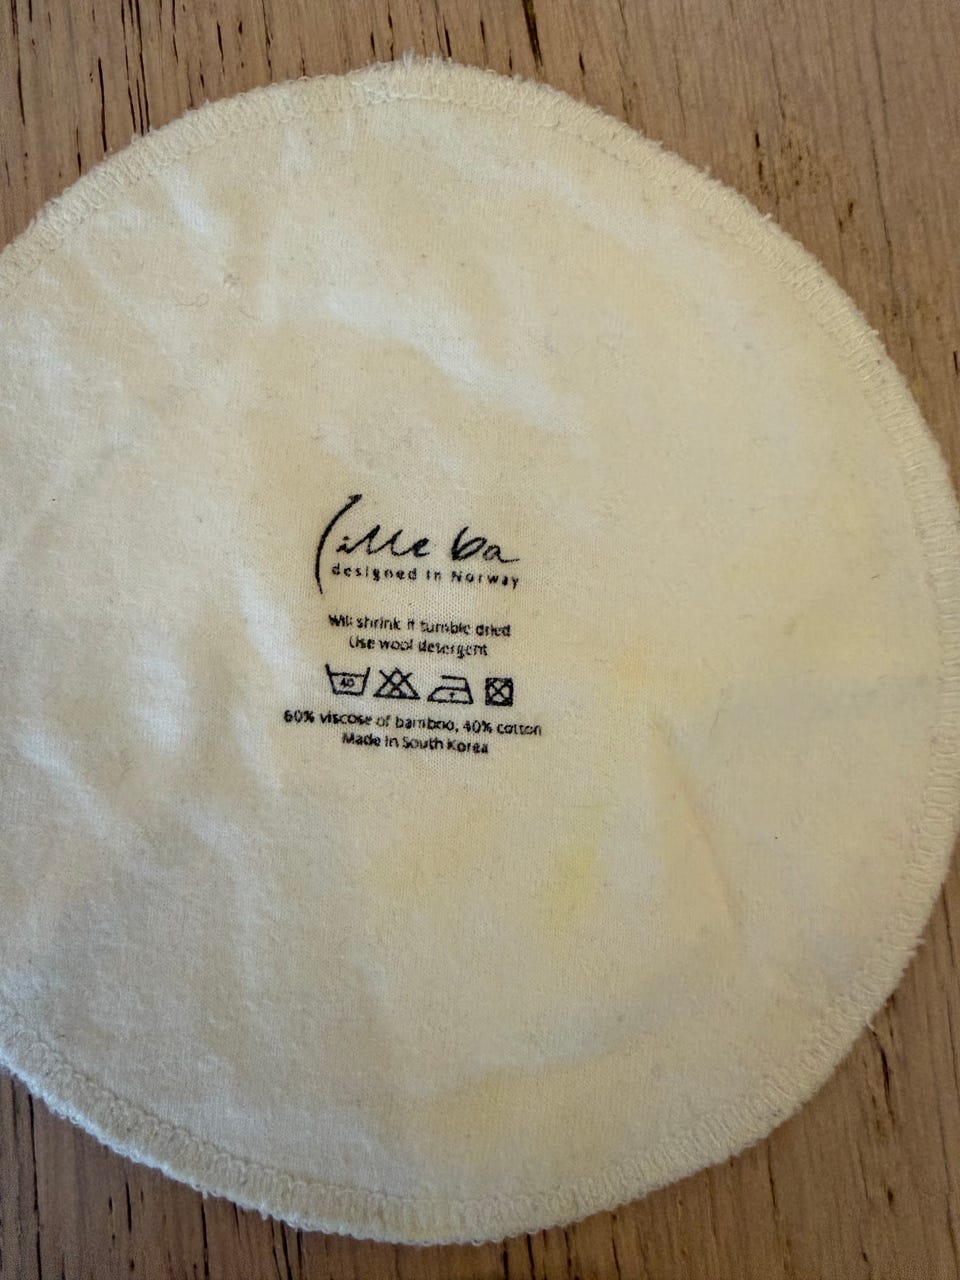 Lille ba
designed in Norway
Will shrink if tumble dried
Use wool detergent
40
60% viscose of bamboo, 40% cotton
Made in South Korea